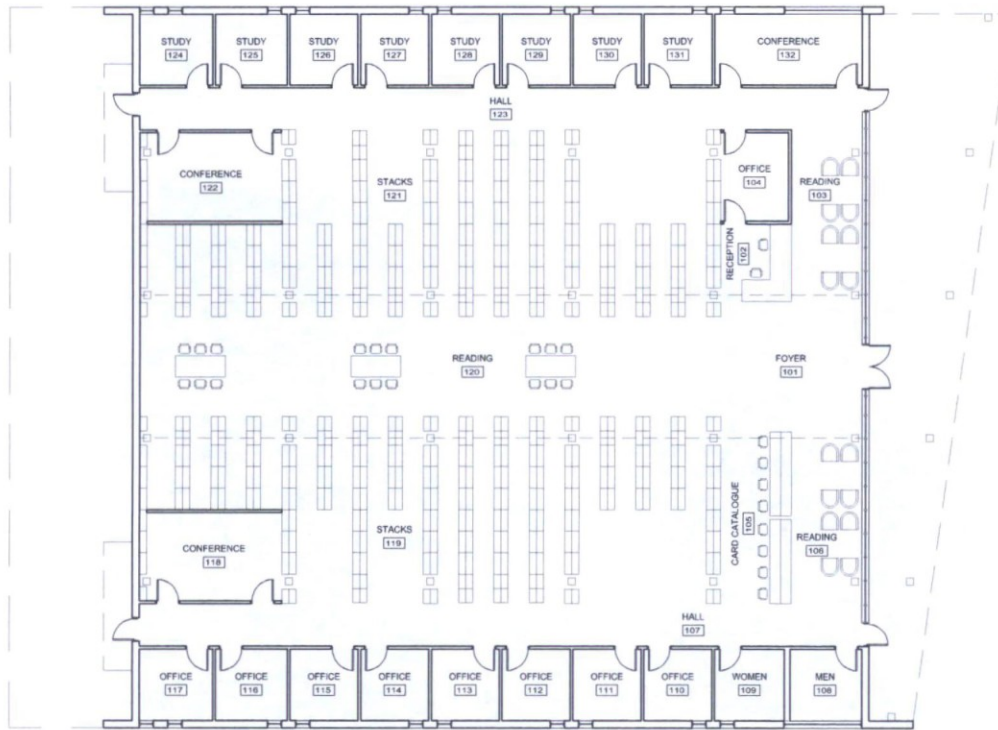 STUDY STUDY STUDY STUDY STUDY STUDY STUDY STUDY CONFERENCE
124 125 126 127 128 129 130 131 132
HALL
123
CONFERENCE
122
STACKS
121
OFFICE
104
READING
103
RECEPTION
102
READING
120
FOYER
101
CARD CATALOGUE
105
STACKS
119
READING
106
CONFERENCE
118
HALL
107
OFFICE OFFICE OFFICE OFFICE OFFICE OFFICE OFFICE OFFICE WOMEN MEN
117 116 115 114 113 112 111 110 109 108